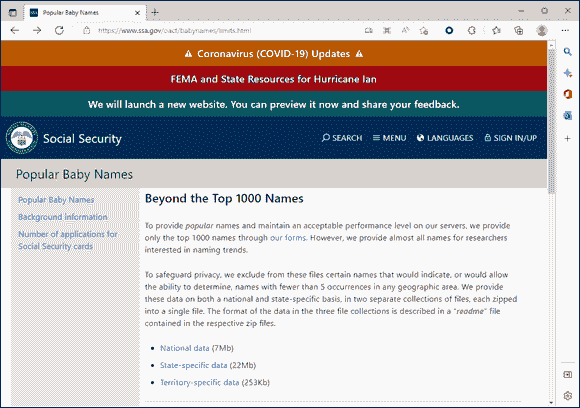 Popular Baby Names
https://www.ssa.gov/oact/babynames/limits.html
Coronavirus (COVID-19) Updates
FEMA and State Resources for Hurricane Ian
We will launch a new website. You can preview it now and share your feedback.
Social Security
SEARCH
MENU
LANGUAGES
SIGN IN/UP
Popular Baby Names
Popular Baby Names
Background information
Number of applications for
Social Security cards
Beyond the Top 1000 Names
To provide popular names and maintain an acceptable performance level on our servers, we provide
only the top 1000 names through our forms. However, we provide almost all names for researchers
interested in naming trends.
To safeguard privacy, we exclude from these files certain names that would indicate, or would allow
the ability to determine, names with fewer than 5 occurrences in any geographic area. We provide
these data on both a national and state-specific basis, in two separate collections of files, each zipped
into a single file. The format of the data in the three file collections is described in a "readme" file
contained in the respective zip files.
• National data (7Mb)
• State-specific data (22Mb)
• Territory-specific data (253Kb)